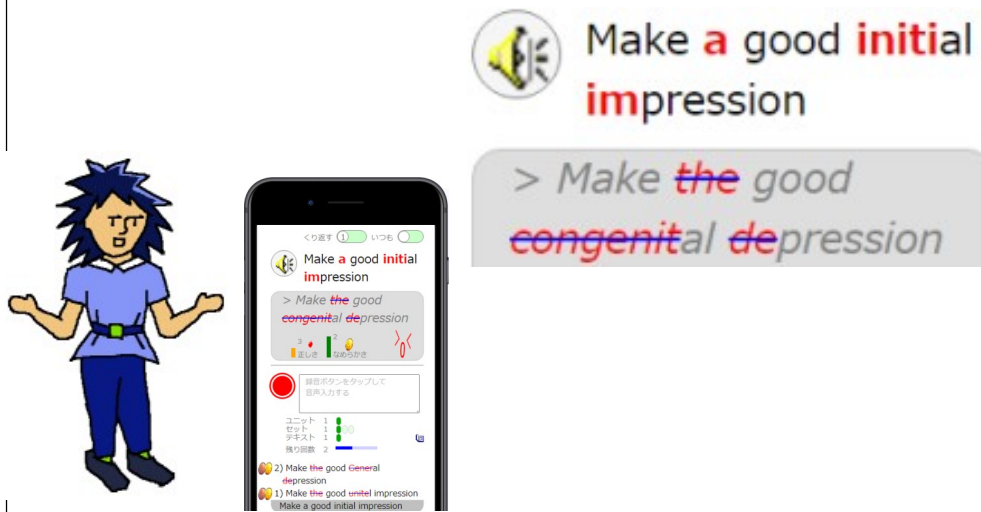 Make a good initial
impression
> Make the good
congenital depression
くり返す 1 いつも
Make a good initial
impression
> Make the good
congenital depression
3 2
正しさ なめらかさ
録音ボタンをタップして
音声入力する
ユニット 1
セット 1
テキスト 1
残り回数 2
2) Make the good General
depression
1) Make the good unitel impression
Make a good initial impression